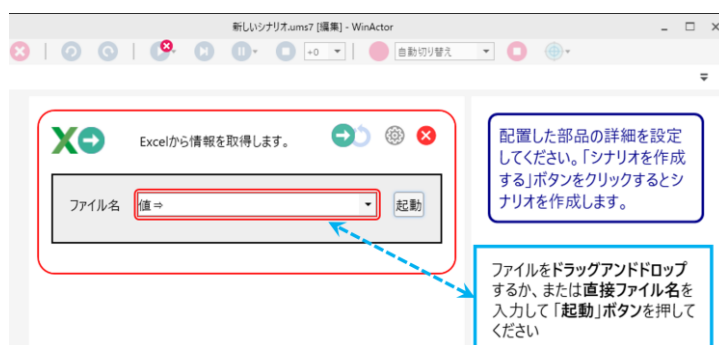 新しいシナリオ.ums7 [編集] - WinActor
+0
自動切り替え
Excelから情報を取得します。
ファイル名
値⇒
起動
配置した部品の詳細を設定
してください。「シナリオを作成
する」ボタンをクリックするとシ
ナリオを作成します。
ファイルをドラッグアンドドロップ
するか、または直接ファイル名を
入力して「起動」ボタンを押して
ください